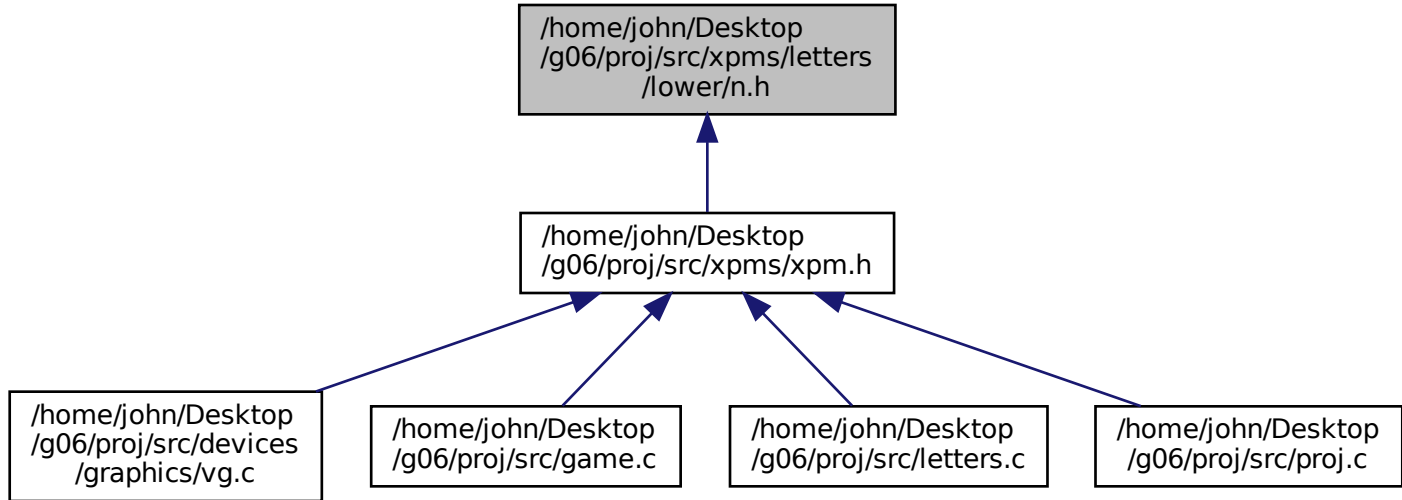 /home/john/Desktop
/g06/proj/src/xpms/letters
/lower/n.h
/home/john/Desktop
/g06/proj/src/xpms/xpm.h
/home/john/Desktop
/g06/proj/src/devices
/graphics/vg.c
/home/john/Desktop
/g06/proj/src/game.c
/home/john/Desktop
/g06/proj/src/letters.c
/home/john/Desktop
/g06/proj/src/proj.c